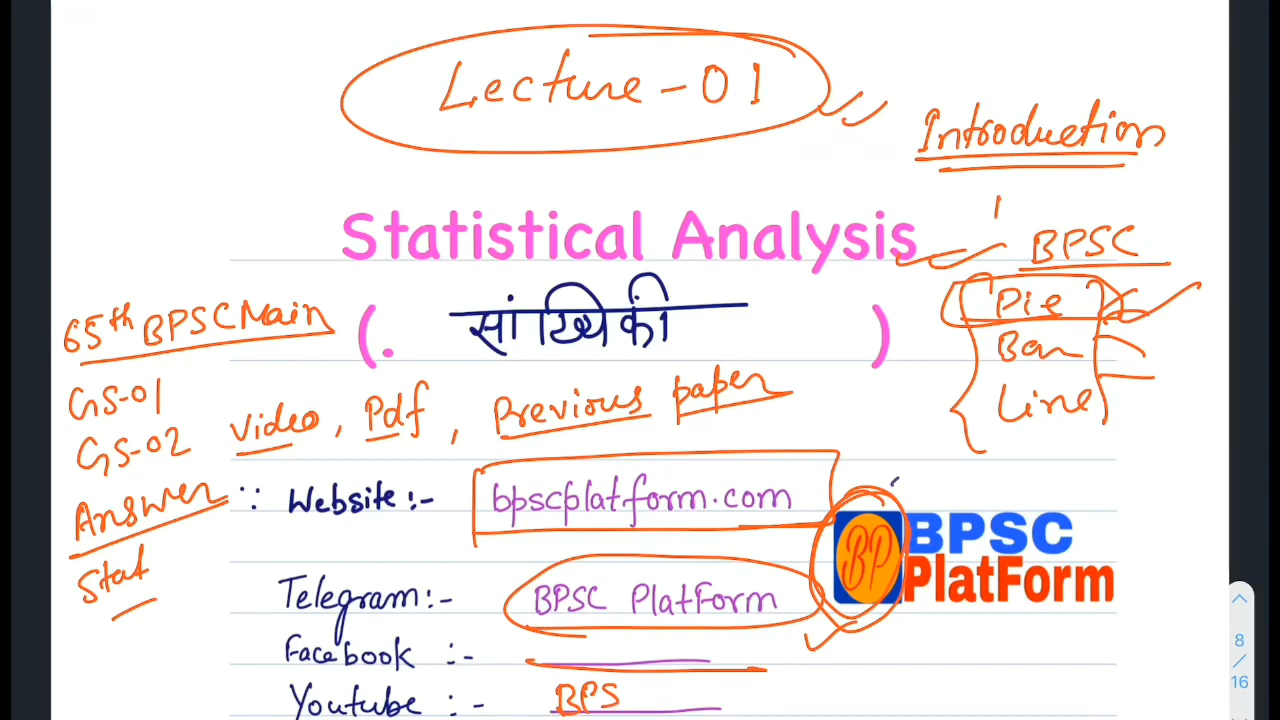 Lecture - 01
Introduction
Statistical Analysis
BPSC
(. सांख्यिकी )
Pie
Bar
Line
65th BPSC Main
GS-01
GS-02
Answer
Stat
Video, Pdf, Previous paper
∵ Website :- bpscplatform.com
BP BPSC
PlatForm
Telegram :- BPSC PlatForm
Facebook :-
Youtube :- BPS
8
/
16